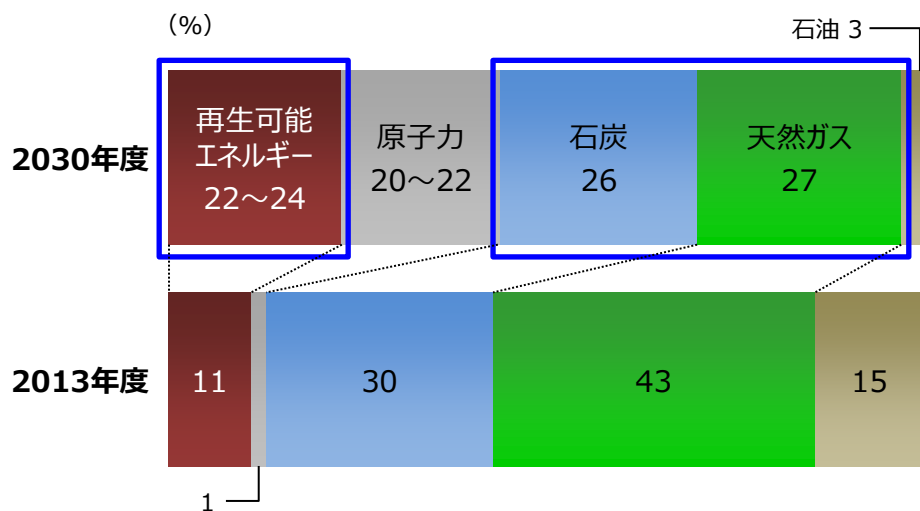 （%）
石油 3
2030年度
再生可能
エネルギー
22～24
原子力
20～22
石炭
26
天然ガス
27
2013年度
11
30
43
15
1